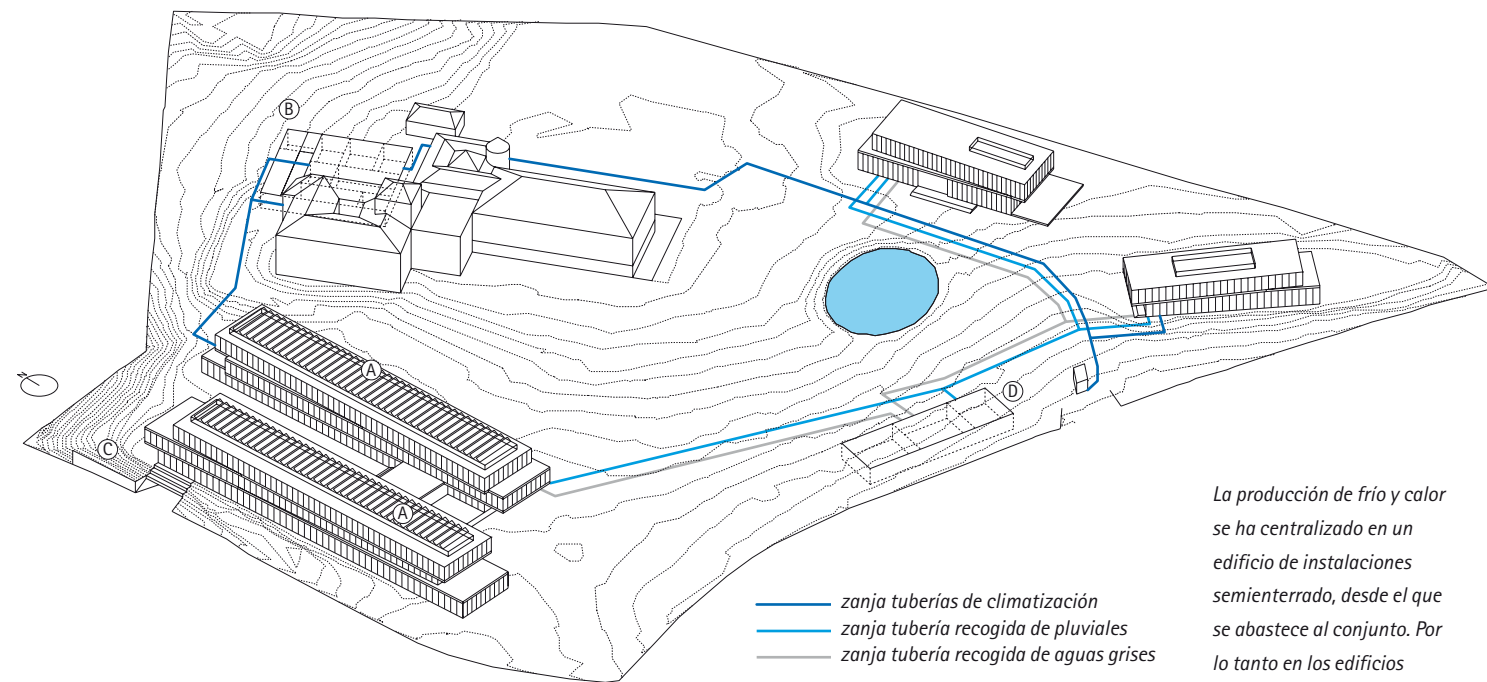 B
N
A
C
A
D
zanja tuberías de climatización
zanja tubería recogida de pluviales
zanja tubería recogida de aguas grises
La producción de frío y calor
se ha centralizado en un
edificio de instalaciones
semienterrado, desde el que
se abastece al conjunto. Por
lo tanto en los edificios